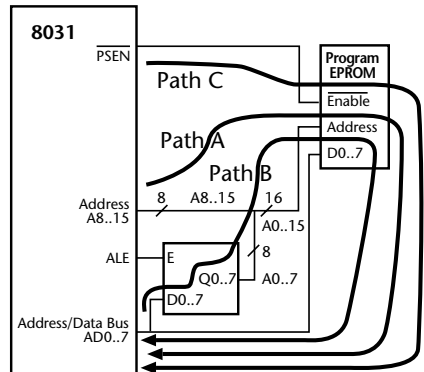 8031
PSEN
Program
EPROM
Path C
Enable
Address
Path A
D0..7
Path B
8
A8..15
16
Address
A8..15
A0..15
ALE
E
8
Q0..7
A0..7
D0..7
Address/Data Bus
AD0..7